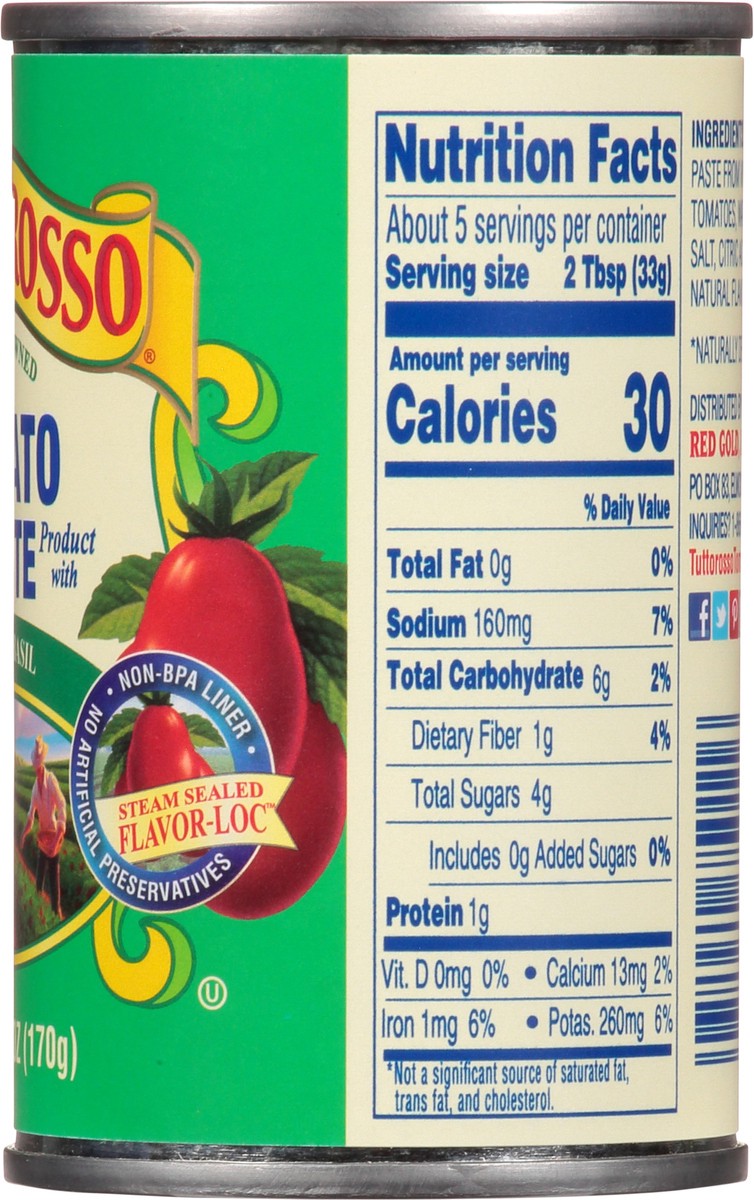 ROSSO®
WNED
ATO
TE Product with
ASIL
NON-BPA LINER
NO ARTIFICIAL PRESERVATIVES
STEAM SEALED
FLAVOR-LOC™
U
Z (170g)
Nutrition Facts
About 5 servings per container
Serving size 2 Tbsp (33g)
Amount per serving
Calories 30
% Daily Value
Total Fat 0g 0%
Sodium 160mg 7%
Total Carbohydrate 6g 2%
Dietary Fiber 1g 4%
Total Sugars 4g
Includes 0g Added Sugars 0%
Protein 1g
Vit. D 0mg 0% • Calcium 13mg 2%
Iron 1mg 6% • Potas. 260mg 6%
*Not a significant source of saturated fat,
trans fat, and cholesterol.
INGREDIENT
PASTE FROM
TOMATOES,
SALT, CITRIC
NATURAL
*NATURALLY
DISTRIBUTED
RED GOLD
PO BOX 83,
INQUIRIES? 1-
Tuttorosso